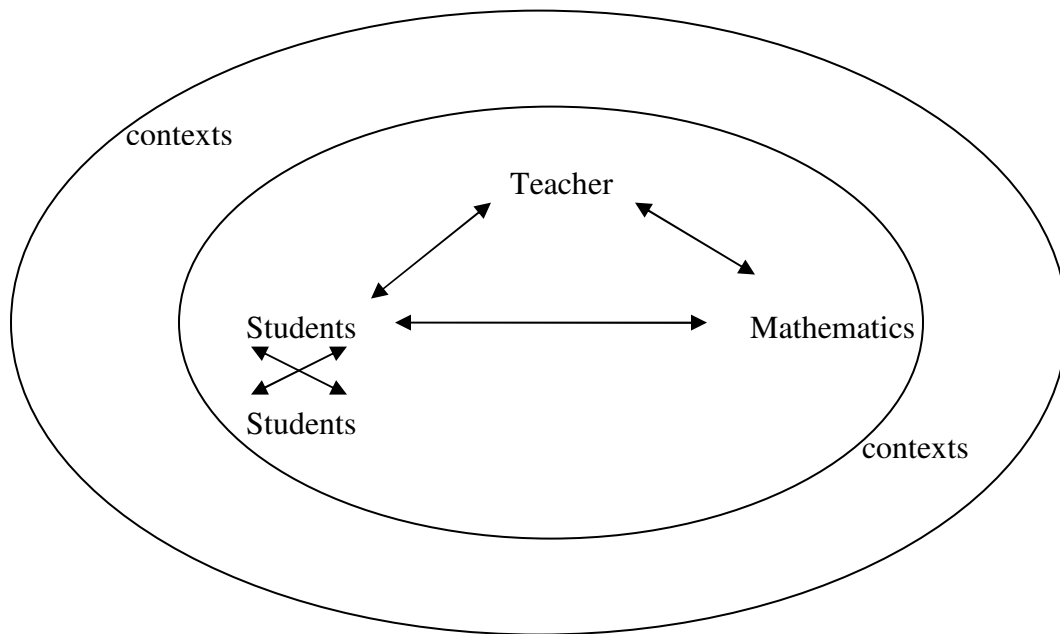 contexts
Teacher
Students
Mathematics
Students
contexts